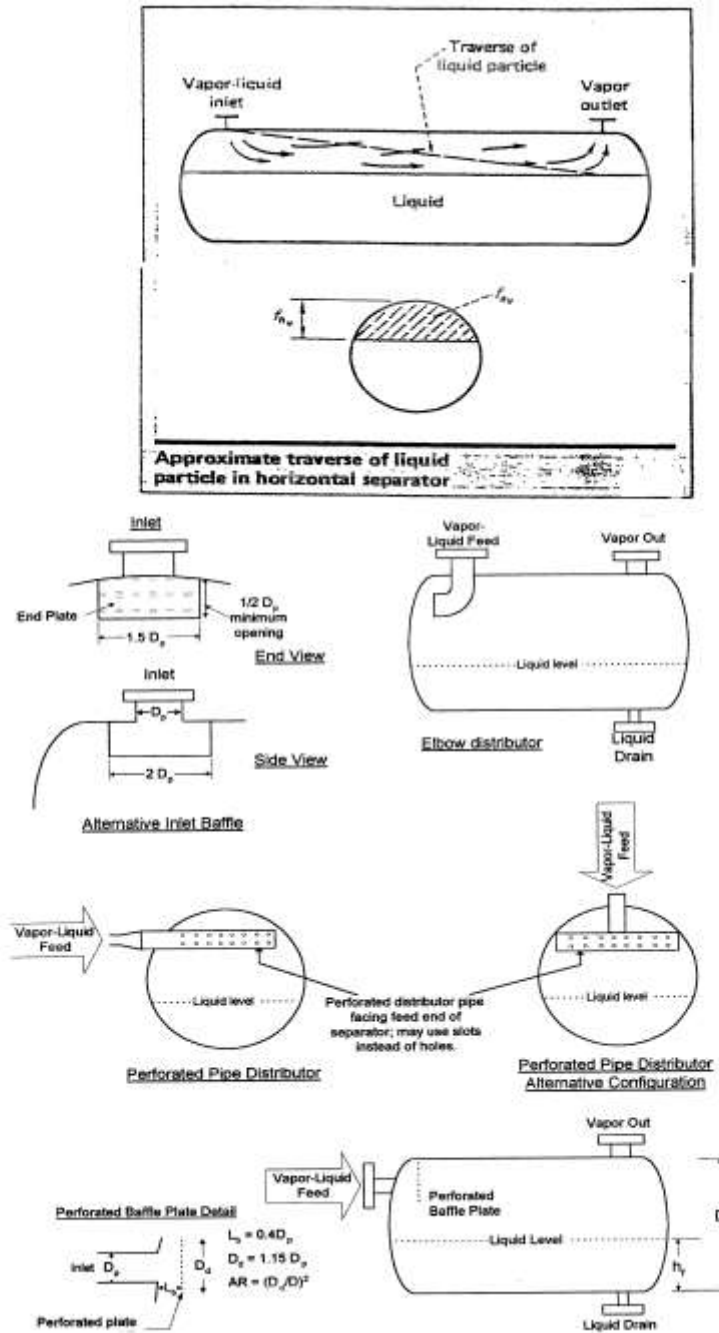 Traverse of
liquid particle
Vapor-liquid
inlet
Vapor
outlet
Liquid
fhv
fav
Approximate traverse of liquid
particle in horizontal separator
Inlet
End Plate
1/2 Dp
minimum
opening
1.5 Dp
End View
Inlet
Dp
2 Dp
Side View
Alternative Inlet Baffle
Vapor-
Liquid Feed
Vapor Out
Liquid level
Elbow distributor
Liquid
Drain
Vapor-Liquid
Feed
Liquid level
Perforated distributor pipe
facing feed end of
separator; may use slots
instead of holes.
Perforated Pipe Distributor
Vapor-Liquid
Feed
Liquid level
Perforated Pipe Distributor
Alternative Configuration
Perforated Baffle Plate Detail
Inlet
Dp
Dd
Perforated plate
= 0.4Dp
= 1.15 Dp
AR = (Dd/D)²
Vapor-Liquid
Feed
Vapor Out
Perforated
Baffle Plate
Liquid Level
Liquid Drain